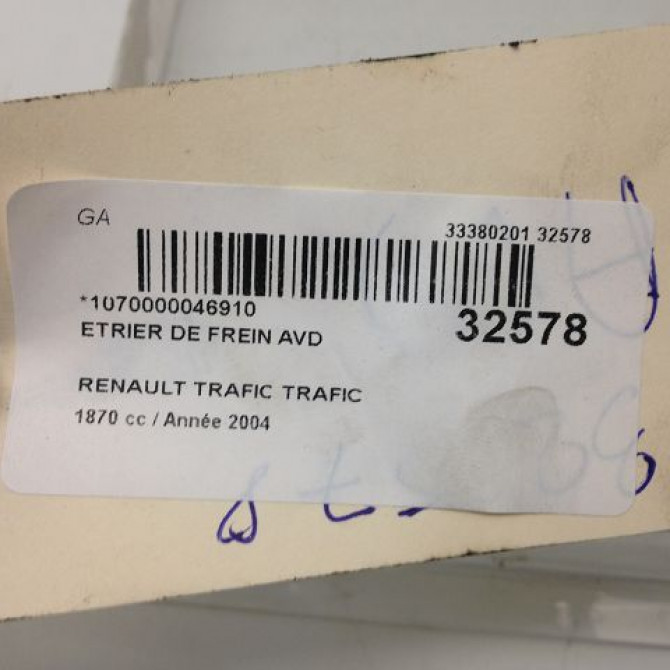 GA
33380201 32578
*1070000046910
32578
ETRIER DE FREIN AVD
RENAULT TRAFIC TRAFIC
1870 cc / Année 2004